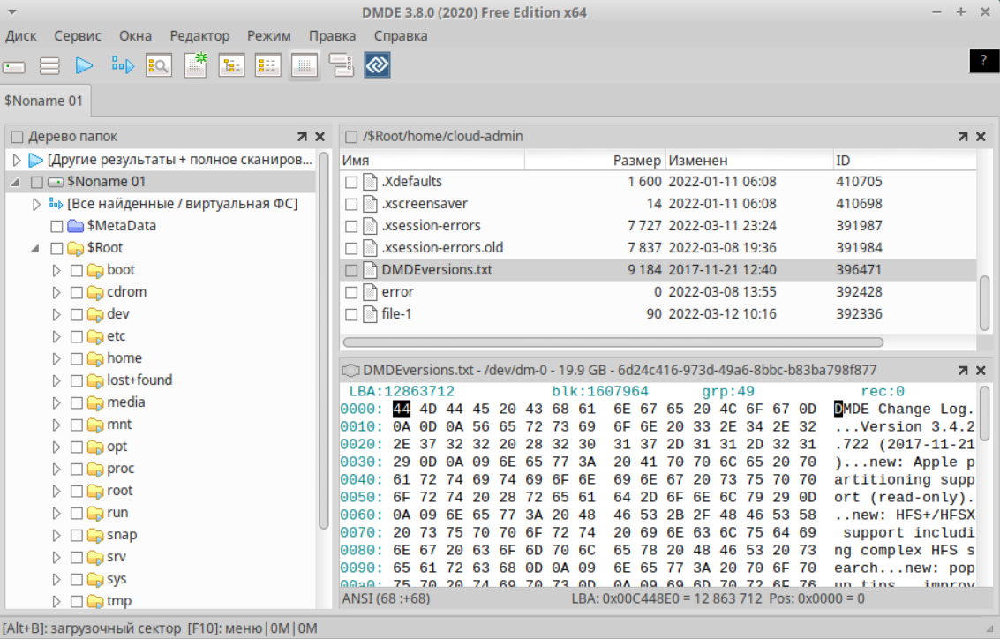 DMDE 3.8.0 (2020) Free Edition x64
Диск Сервис Окна Редактор Режим Правка Справка
?
$Noname 01
Дерево папок
[Другие результаты + полное сканиров...
$Noname 01
[Все найденные / виртуальная ФС]
$MetaData
$Root
boot
cdrom
dev
etc
home
lost+found
media
mnt
opt
proc
root
run
snap
srv
sys
tmp
/$Root/home/cloud-admin
Имя Размер Изменен ID
.Xdefaults 1 600 2022-01-11 06:08 410705
.xscreensaver 14 2022-01-11 06:08 410698
.xsession-errors 7 727 2022-03-11 23:24 391987
.xsession-errors.old 7 837 2022-03-08 19:36 391984
DMDEversions.txt 9 184 2017-11-21 12:40 396471
error 0 2022-03-08 13:55 392428
file-1 90 2022-03-12 10:16 392336
DMDEversions.txt - /dev/dm-0 - 19.9 GB - 6d24c416-973d-49a6-8bbc-b83ba798f877
LBA:12863712 blk:1607964 grp:49 rec:0
0000: 44 4D 44 45 20 43 68 61 6E 67 65 20 4C 6F 67 0D DMDE Change Log.
0010: 0A 0D 0A 56 65 72 73 69 6F 6E 20 33 2E 34 2E 32 ...Version 3.4.2
0020: 2E 37 32 32 20 28 32 30 31 37 2D 31 31 2D 32 31 .722 (2017-11-21
0030: 29 0D 0A 09 6E 65 77 3A 20 41 70 70 6C 65 20 70 )...new: Apple p
0040: 61 72 74 69 74 69 6F 6E 69 6E 67 20 73 75 70 70 artitioning supp
0050: 6F 72 74 20 28 72 65 61 64 2D 6F 6E 6C 79 29 0D ort (read-only).
0060: 0A 09 6E 65 77 3A 20 48 46 53 2B 2F 48 46 53 58 ..new: HFS+/HFSX
0070: 20 73 75 70 70 6F 72 74 20 69 6E 63 6C 75 64 69 support includi
0080: 6E 67 20 63 6F 6D 70 6C 65 78 20 48 46 53 20 73 ng complex HFS s
0090: 65 61 72 63 68 0D 0A 09 6E 65 77 3A 20 70 6F 70 earch...new: pop
00a0: 75 70 20 74 69 70 73 0D 0A 09 69 6D 70 72 6F 76 up tips...improv
ANSI (68 :+68) LBA: 0x00C448E0 = 12 863 712 Pos: 0x0000 = 0
[Alt+B]: загрузочный сектор [F10]: меню|0M|0M